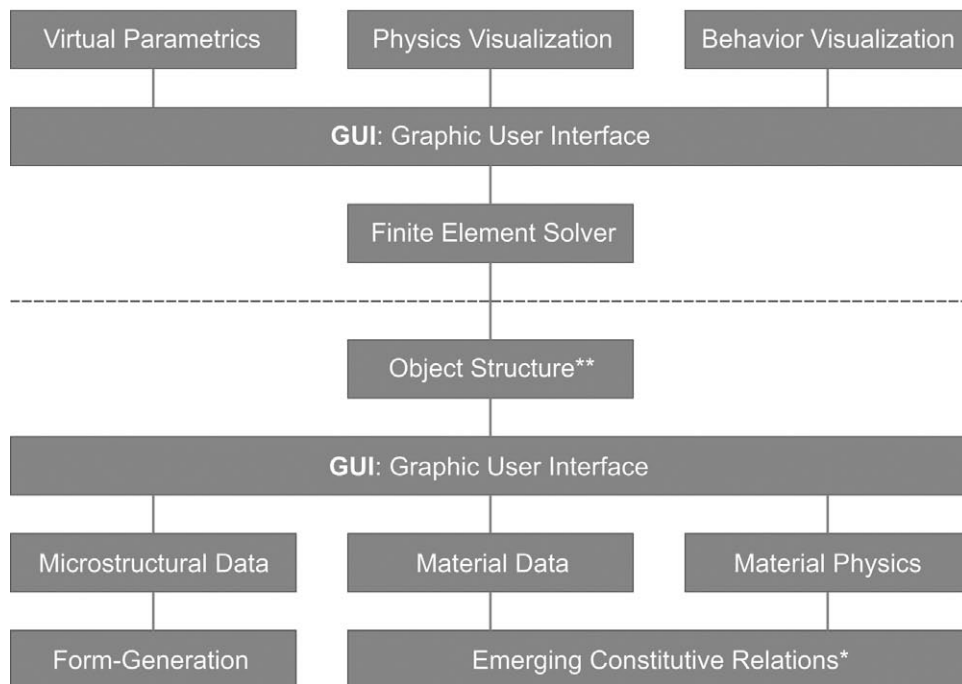 Virtual Parametrics
Physics Visualization
Behavior Visualization
GUI: Graphic User Interface
Finite Element Solver
Object Structure**
GUI: Graphic User Interface
Microstructural Data
Material Data
Material Physics
Form-Generation
Emerging Constitutive Relations*